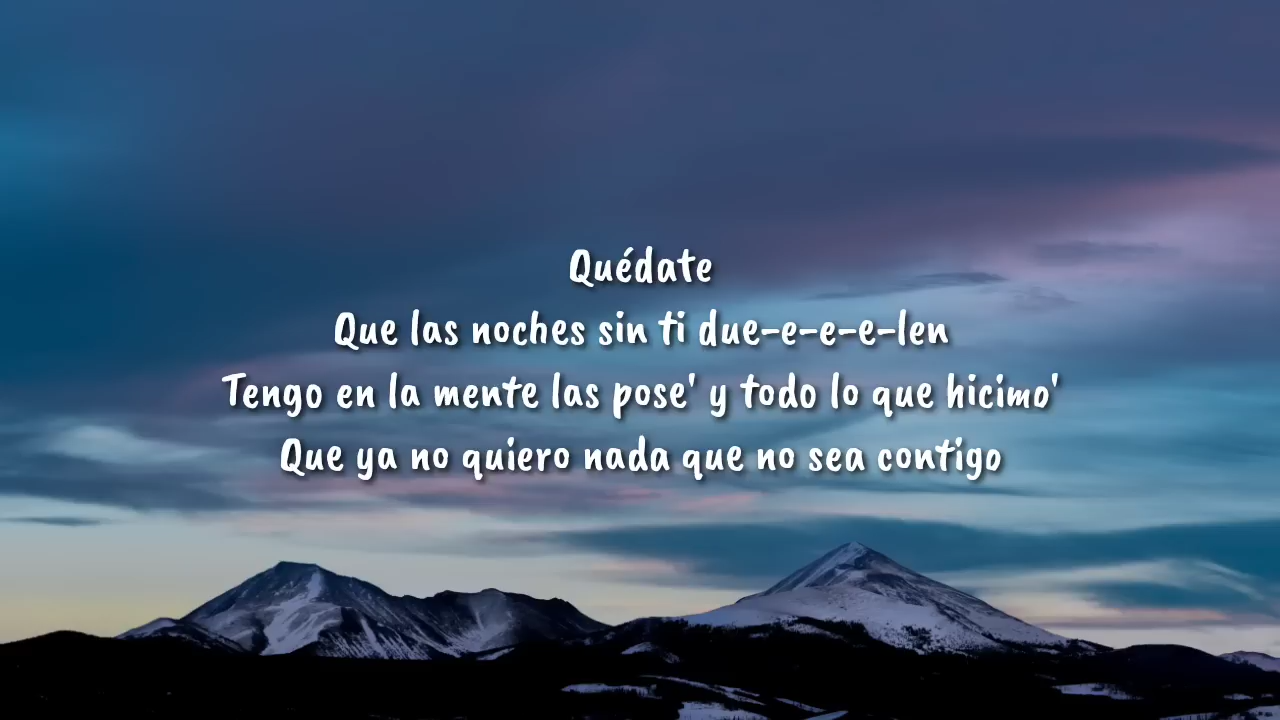 Quédate
Que las noches sin ti due-e-e-e-len
Tengo en la mente las pose' y todo lo que hicimo'
Que ya no quiero nada que no sea contigo